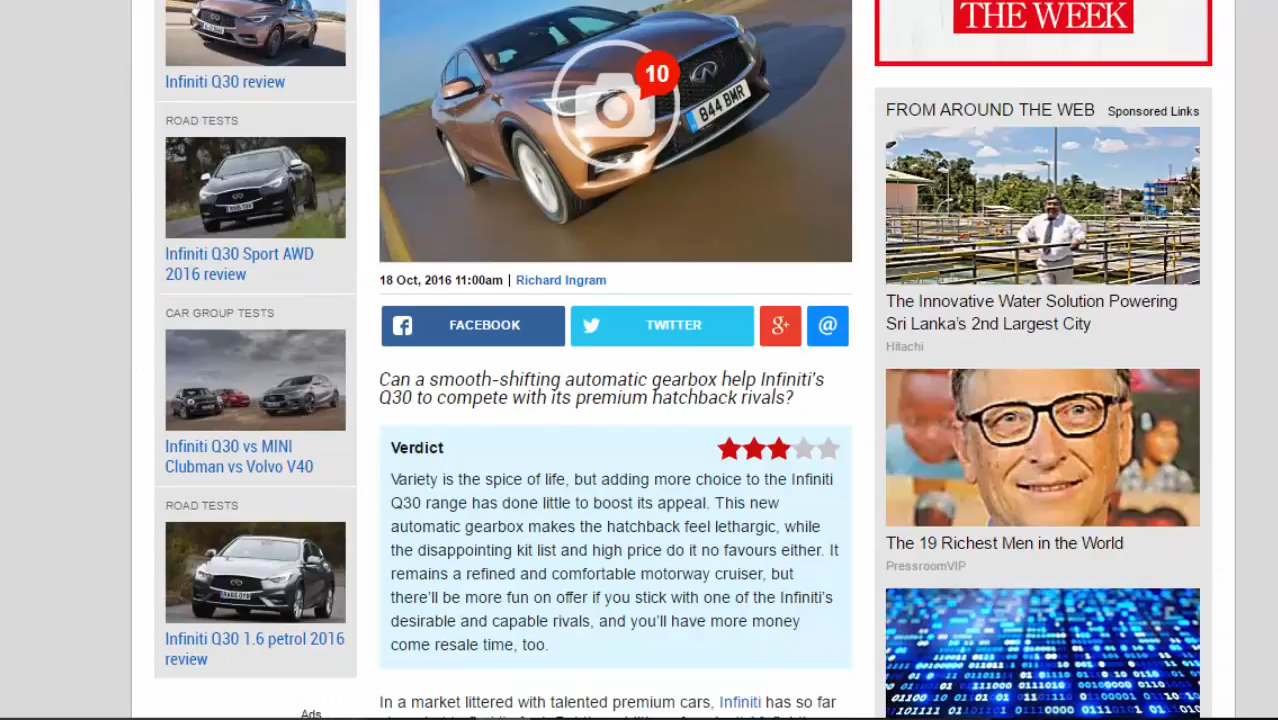 Infiniti Q30 review
ROAD TESTS
Infiniti Q30 Sport AWD
2016 review
CAR GROUP TESTS
Infiniti Q30 vs MINI
Clubman vs Volvo V40
ROAD TESTS
Infiniti Q30 1.6 petrol 2016
review
Ads
10
844 BMR
18 Oct, 2016 11:00am | Richard Ingram
FACEBOOK
TWITTER
g+
@
Can a smooth-shifting automatic gearbox help Infiniti's
Q30 to compete with its premium hatchback rivals?
Verdict
Variety is the spice of life, but adding more choice to the Infiniti
Q30 range has done little to boost its appeal. This new
automatic gearbox makes the hatchback feel lethargic, while
the disappointing kit list and high price do it no favours either. It
remains a refined and comfortable motorway cruiser, but
there’ll be more fun on offer if you stick with one of the Infiniti’s
desirable and capable rivals, and you’ll have more money
come resale time, too.
In a market littered with talented premium cars, Infiniti has so far
THE WEEK
FROM AROUND THE WEB Sponsored Links
The Innovative Water Solution Powering
Sri Lanka’s 2nd Largest City
Hitachi
The 19 Richest Men in the World
PressroomVIP